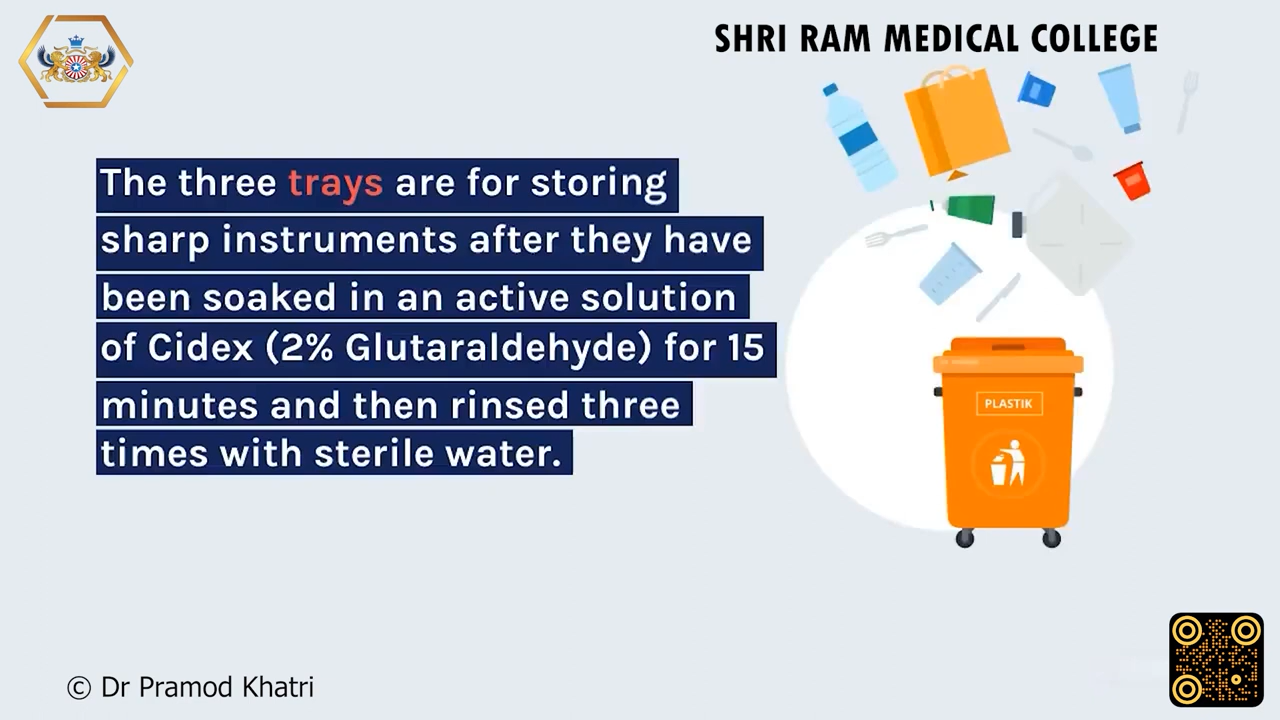 SHRI RAM MEDICAL COLLEGE
The three trays are for storing
sharp instruments after they have
been soaked in an active solution
of Cidex (2% Glutaraldehyde) for 15
minutes and then rinsed three
times with sterile water.
PLASTIK
© Dr Pramod Khatri